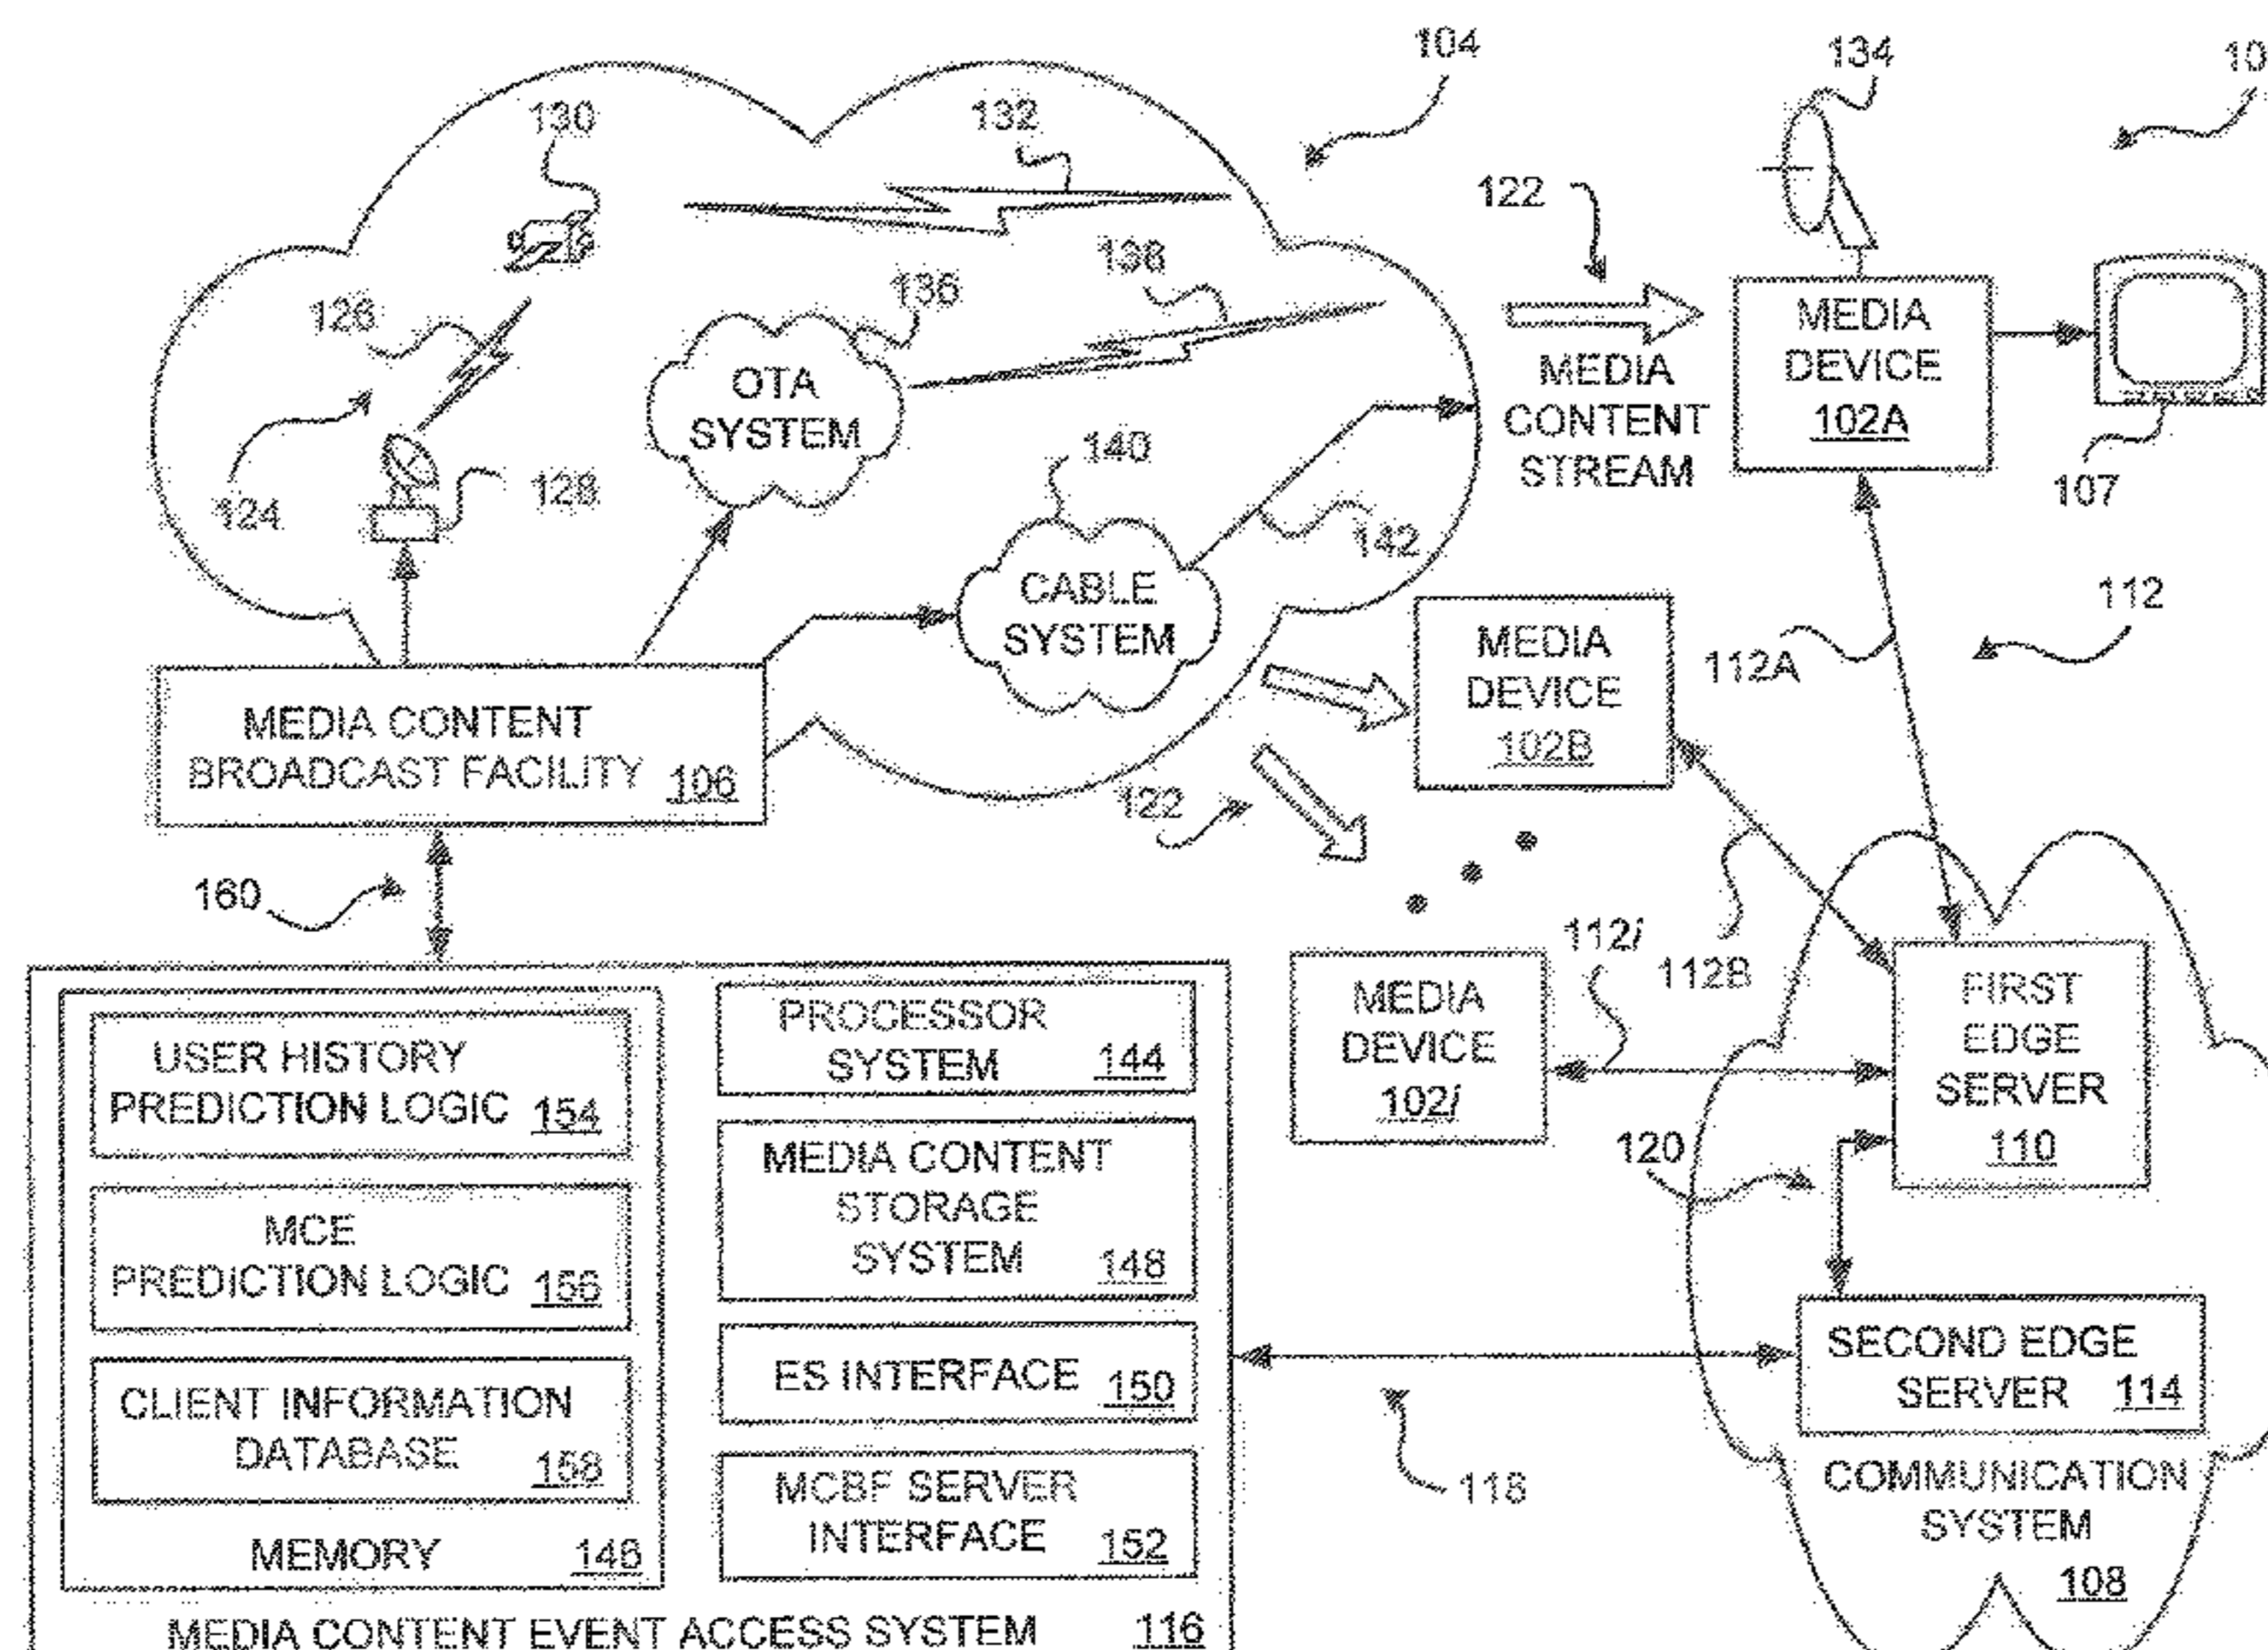 104
134
10
130
132
122
126
136
138
MEDIA
DEVICE
102A
OTA
SYSTEM
MEDIA
CONTENT
STREAM
107
124
128
140
142
CABLE
SYSTEM
112
112A
MEDIA
DEVICE
102B
MEDIA CONTENT
BROADCAST FACILITY 106
122
160
112i
112B
FIRST
EDGE
SERVER
110
MEDIA
DEVICE
102i
120
PROCESSOR
SYSTEM 144
USER HISTORY
PREDICTION LOGIC 154
MEDIA CONTENT
STORAGE
SYSTEM 148
MCE
PREDICTION LOGIC 156
ES INTERFACE 150
SECOND EDGE
SERVER 114
CLIENT INFORMATION
DATABASE 158
118
MCBF SERVER
INTERFACE 152
COMMUNICATION
SYSTEM
108
MEMORY 146
MEDIA CONTENT EVENT ACCESS SYSTEM 116